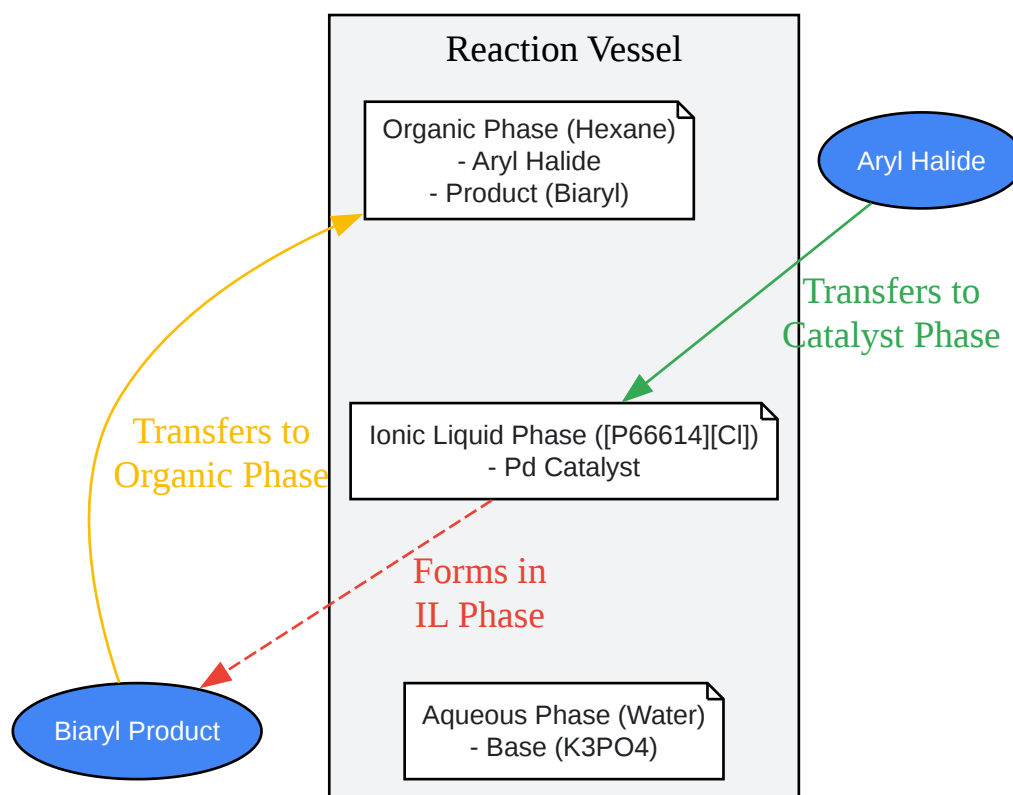 Reaction Vessel
Organic Phase (Hexane)
- Aryl Halide
- Product (Biaryl)
Aryl Halide
Transfers to
Catalyst Phase
Ionic Liquid Phase ([P66614][Cl])
- Pd Catalyst
Transfers to
Organic Phase
Forms in
IL Phase
Biaryl Product
Aqueous Phase (Water)
- Base (K3PO4)